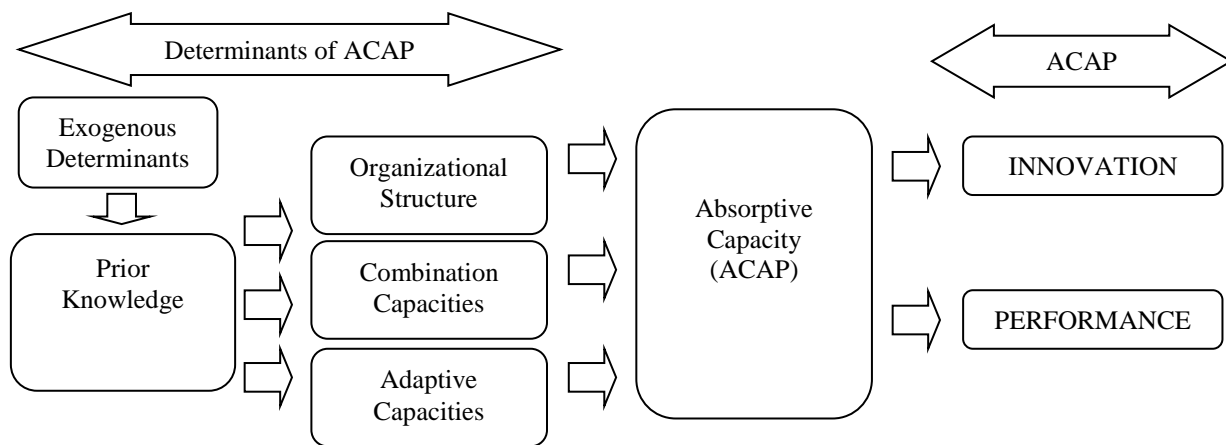 Determinants of ACAP
ACAP
Exogenous
Determinants
Organizational
Structure
INNOVATION
Absorptive
Capacity
(ACAP)
Prior
Knowledge
Combination
Capacities
PERFORMANCE
Adaptive
Capacities